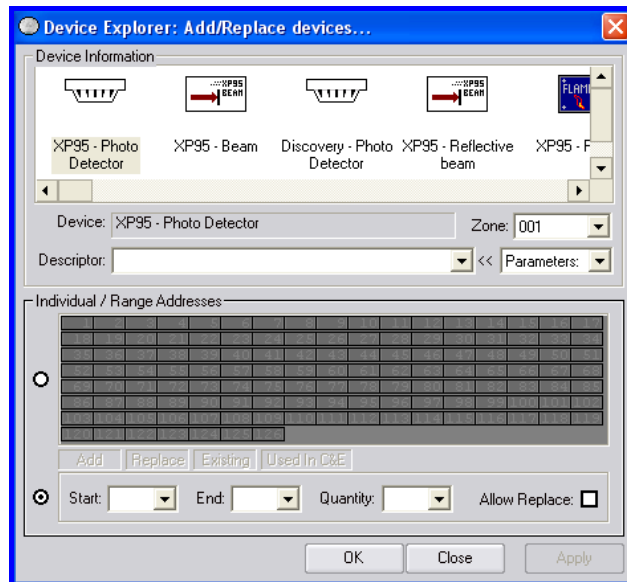 Device Explorer: Add/Replace devices...
Device Information
XP95 BEAM
XP95 BEAM
FLAM
XP95 - Photo Detector
XP95 - Beam
Discovery - Photo Detector
XP95 - Reflective beam
XP95 - F
Device: XP95 - Photo Detector Zone: 001
Descriptor: << Parameters:
Individual / Range Addresses
1 2 3 4 5 6 7 8 9 10 11 12 13 14 15 16 17
18 19 20 21 22 23 24 25 26 27 28 29 30 31 32 33 34
35 36 37 38 39 40 41 42 43 44 45 46 47 48 49 50 51
52 53 54 55 56 57 58 59 60 61 62 63 64 65 66 67 68
69 70 71 72 73 74 75 76 77 78 79 80 81 82 83 84 85
86 87 88 89 90 91 92 93 94 95 96 97 98 99 100 101 102
103 104 105 106 107 108 109 110 111 112 113 114 115 116 117 118 119
120 121 122 123 124 125 126
Add Replace Existing Used In C&E
Start: End: Quantity: Allow Replace:
OK Close Apply